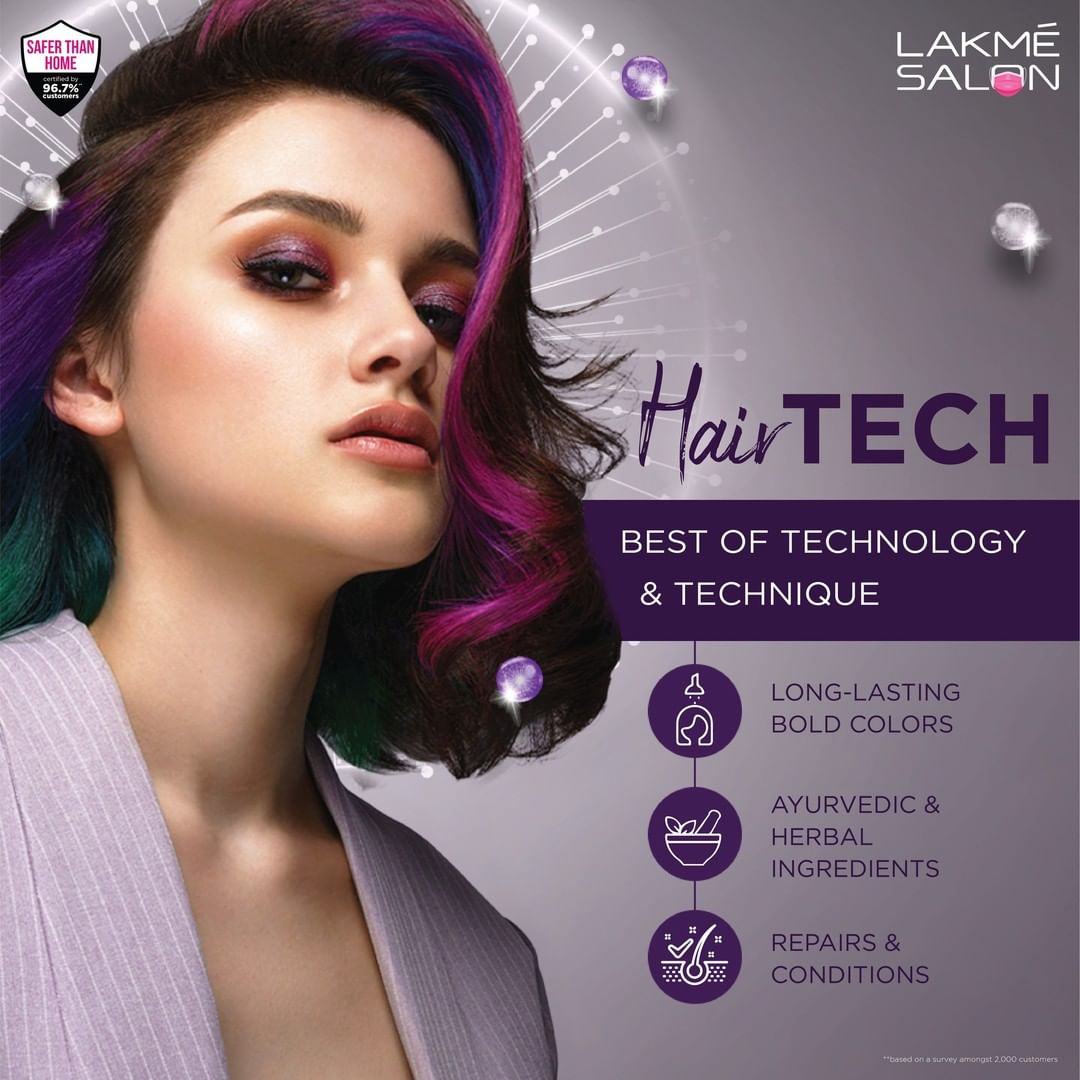 SAFER THAN
HOME
certified by
96.7%**
customers
LAKMÉ
SALON
HairTECH
BEST OF TECHNOLOGY
& TECHNIQUE
LONG-LASTING
BOLD COLORS
AYURVEDIC &
HERBAL
INGREDIENTS
REPAIRS &
CONDITIONS
**based on a survey amongst 2,000 customers